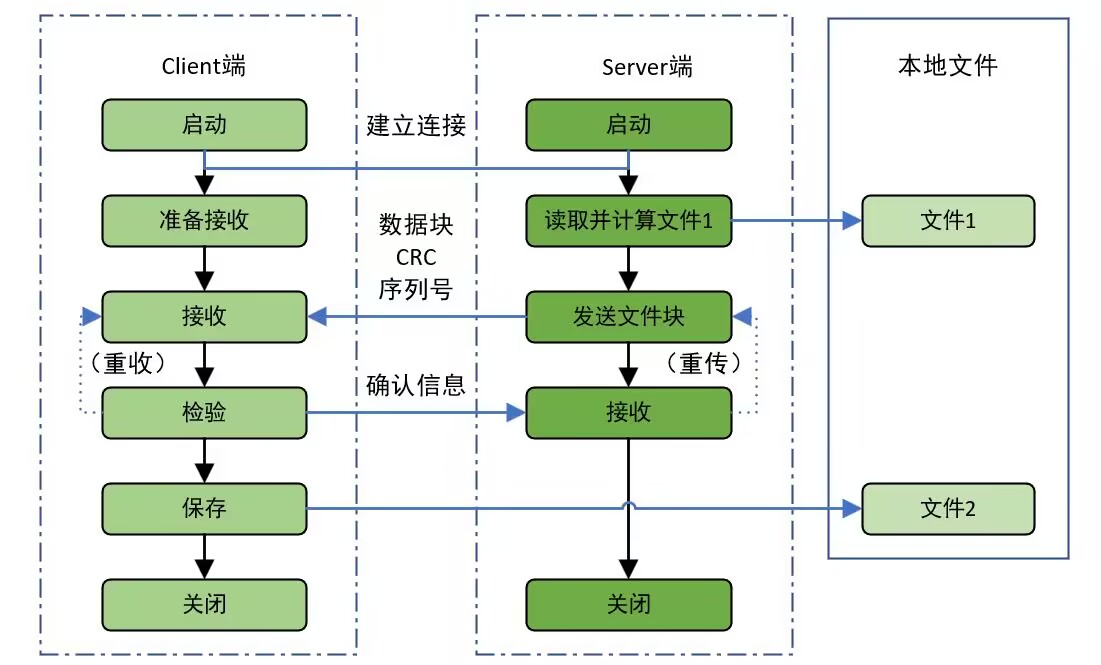 Client端
Server端
本地文件
启动
建立连接
启动
准备接收
数据块
CRC
序列号
读取并计算文件1
文件1
接收
发送文件块
（重收）
（重传）
确认信息
检验
接收
保存
文件2
关闭
关闭